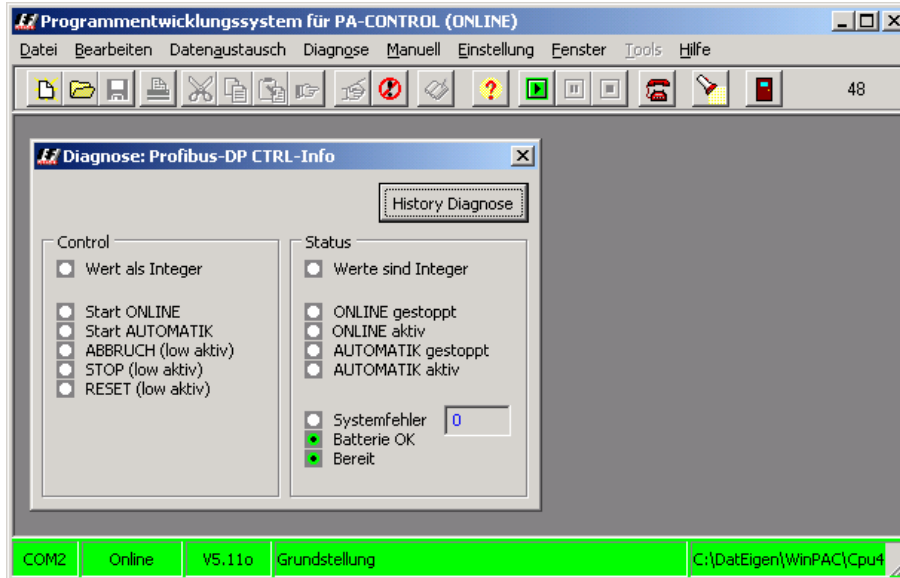 Programmentwicklungssystem für PA-CONTROL (ONLINE)
Datei Bearbeiten Datenaustausch Diagnose Manuell Einstellung Fenster Tools Hilfe
48
Diagnose: Profibus-DP CTRL-Info
History Diagnose
Control
Wert als Integer
Start ONLINE
Start AUTOMATIK
ABBRUCH (low aktiv)
STOP (low aktiv)
RESET (low aktiv)
Status
Werte sind Integer
ONLINE gestoppt
ONLINE aktiv
AUTOMATIK gestoppt
AUTOMATIK aktiv
Systemfehler 0
Batterie OK
Bereit
COM2 Online V5.11o Grundstellung C:\DatEigen\WinPAC\Cpu4